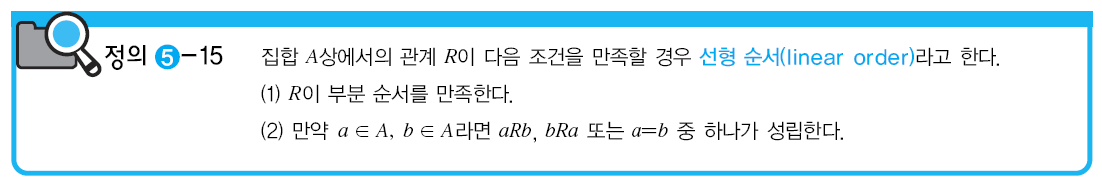 정의 5-15 집합 A상에서의 관계 R이 다음 조건을 만족할 경우 선형 순서(linear order)라고 한다.
(1) R이 부분 순서를 만족한다.
(2) 만약 a ∈ A, b ∈ A라면 aRb, bRa 또는 a=b 중 하나가 성립한다.